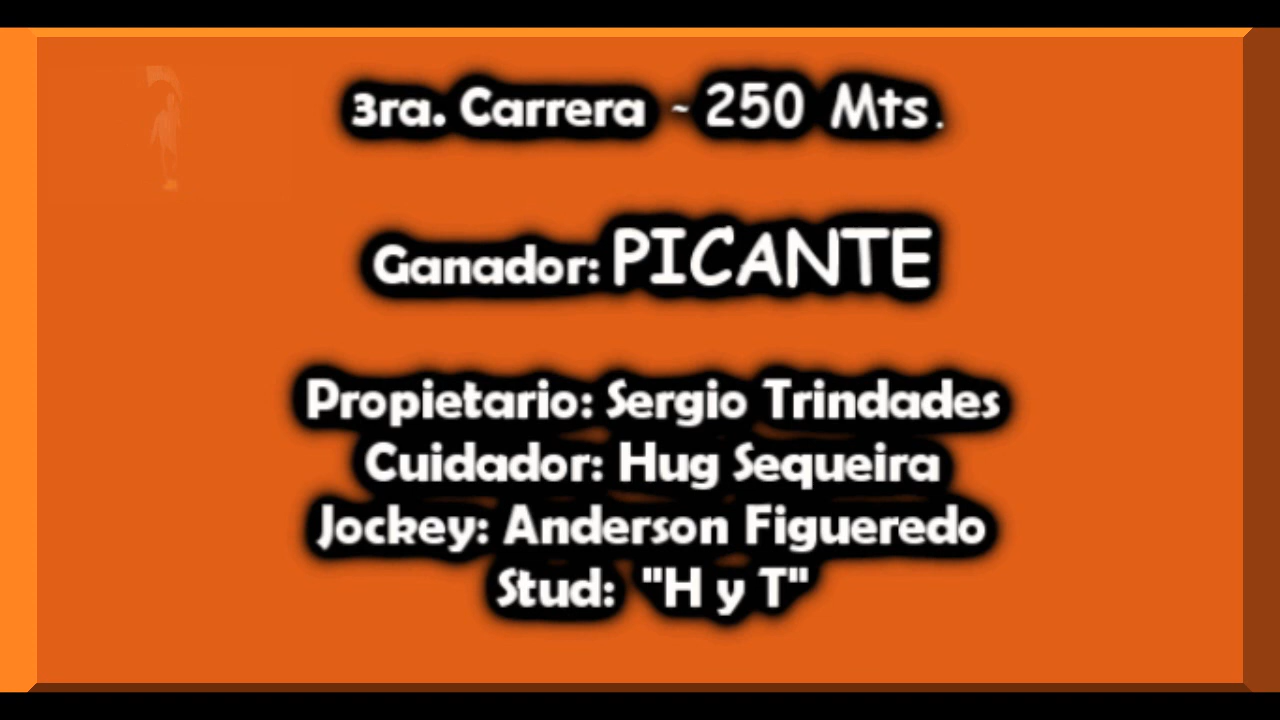 3ra. Carrera - 250 Mts.
Ganador: PICANTE
Propietario: Sergio Trindades
Cuidador: Hug Sequeira
Jockey: Anderson Figueredo
Stud: "H y T"